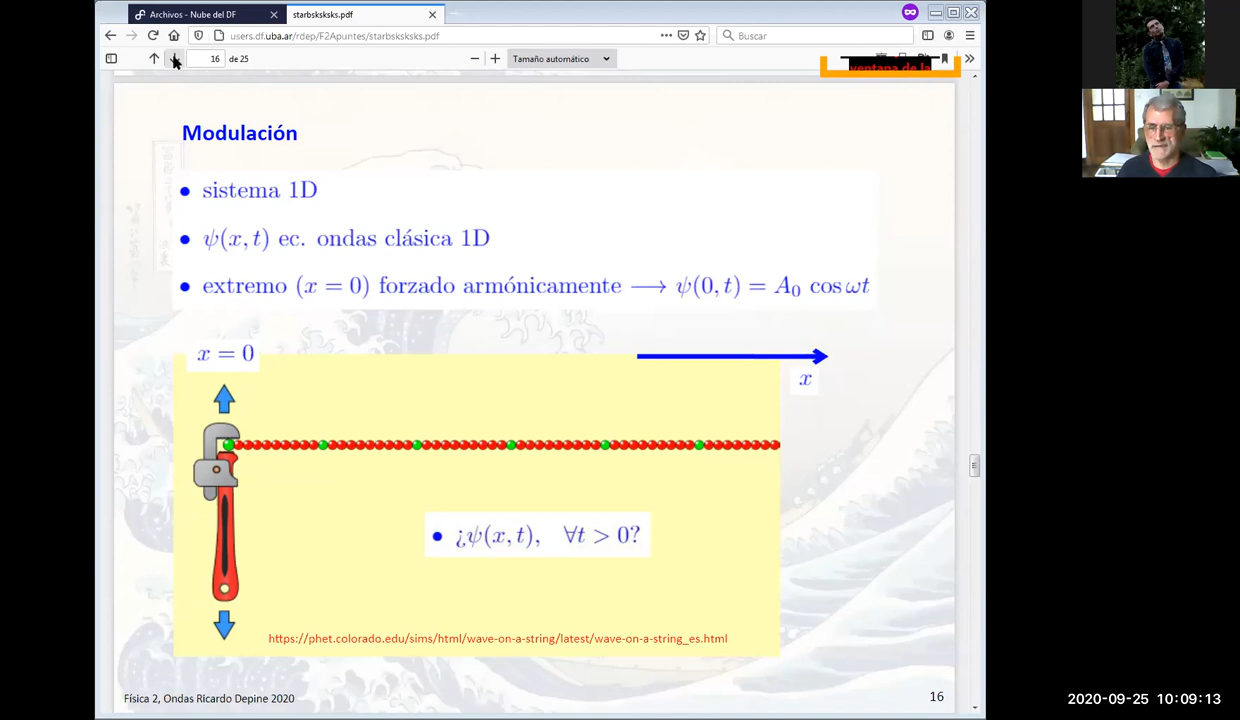 Archivos - Nube del DF
starbsksksks.pdf
users.df.uba.ar/rdep/F2Apuntes/starbsksksks.pdf
Buscar
16 de 25
Tamaño automático
ventana de la
Modulación
• sistema 1D
• ψ(x, t) ec. ondas clásica 1D
• extremo (x = 0) forzado armónicamente ⟶ ψ(0, t) = A₀ cos ωt
x = 0
x
• ¿ψ(x, t), ∀t > 0?
https://phet.colorado.edu/sims/html/wave-on-a-string/latest/wave-on-a-string_es.html
Física 2, Ondas Ricardo Depine 2020
16
2020-09-25 10:09:13